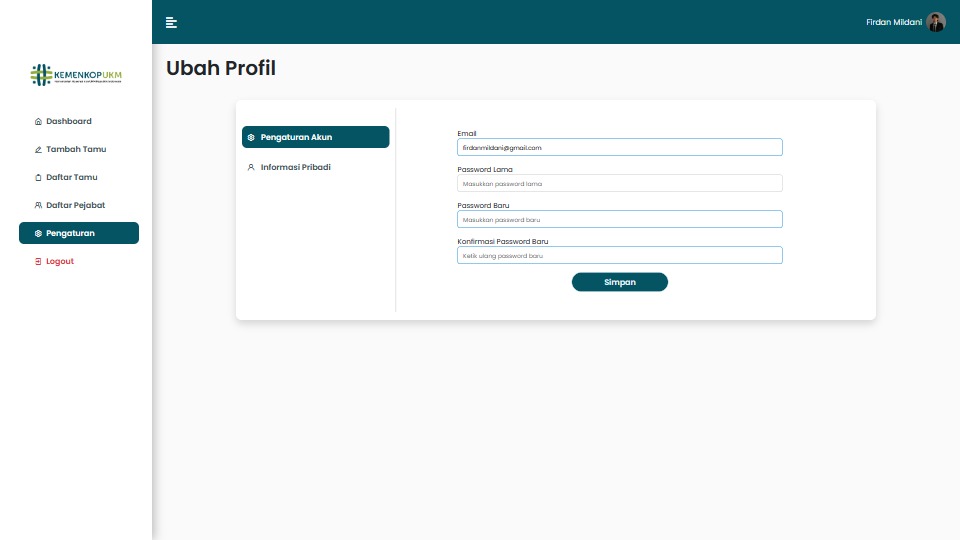 KEMENKOPUKM
Dashboard
Tambah Tamu
Daftar Tamu
Daftar Pejabat
Pengaturan
Logout
Firdan Mildani
Ubah Profil
Pengaturan Akun
Informasi Pribadi
Email
firdanmildani@gmail.com
Password Lama
Masukkan password lama
Password Baru
Masukkan password baru
Konfirmasi Password Baru
Ketik ulang password baru
Simpan